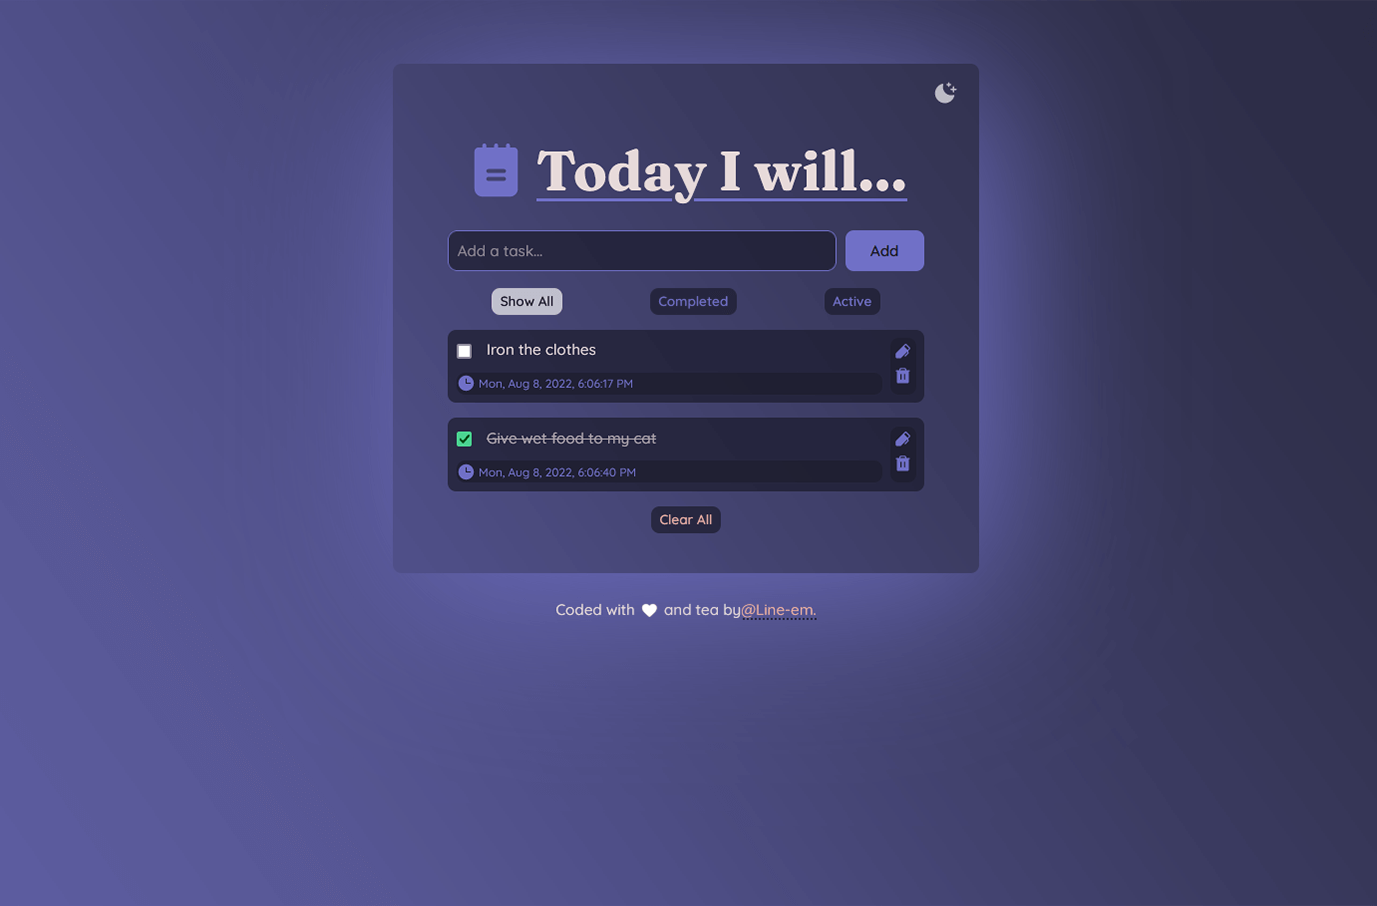 Today I will...
Add a task...
Add
Show All
Completed
Active
Iron the clothes
Mon, Aug 8, 2022, 6:06:17 PM
Give wet food to my cat
Mon, Aug 8, 2022, 6:06:40 PM
Clear All
Coded with and tea by@Line-em.